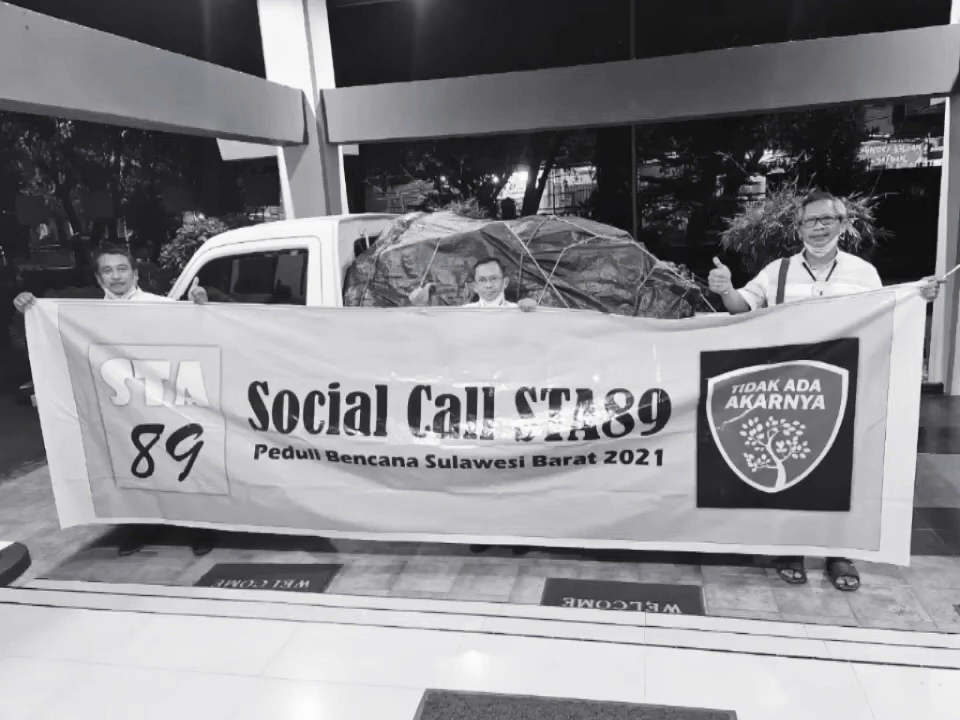 STA
89
Social Call STA89
Peduli Bencana Sulawesi Barat 2021
TIDAK ADA
AKARNYA
WELCOME
WELCOME